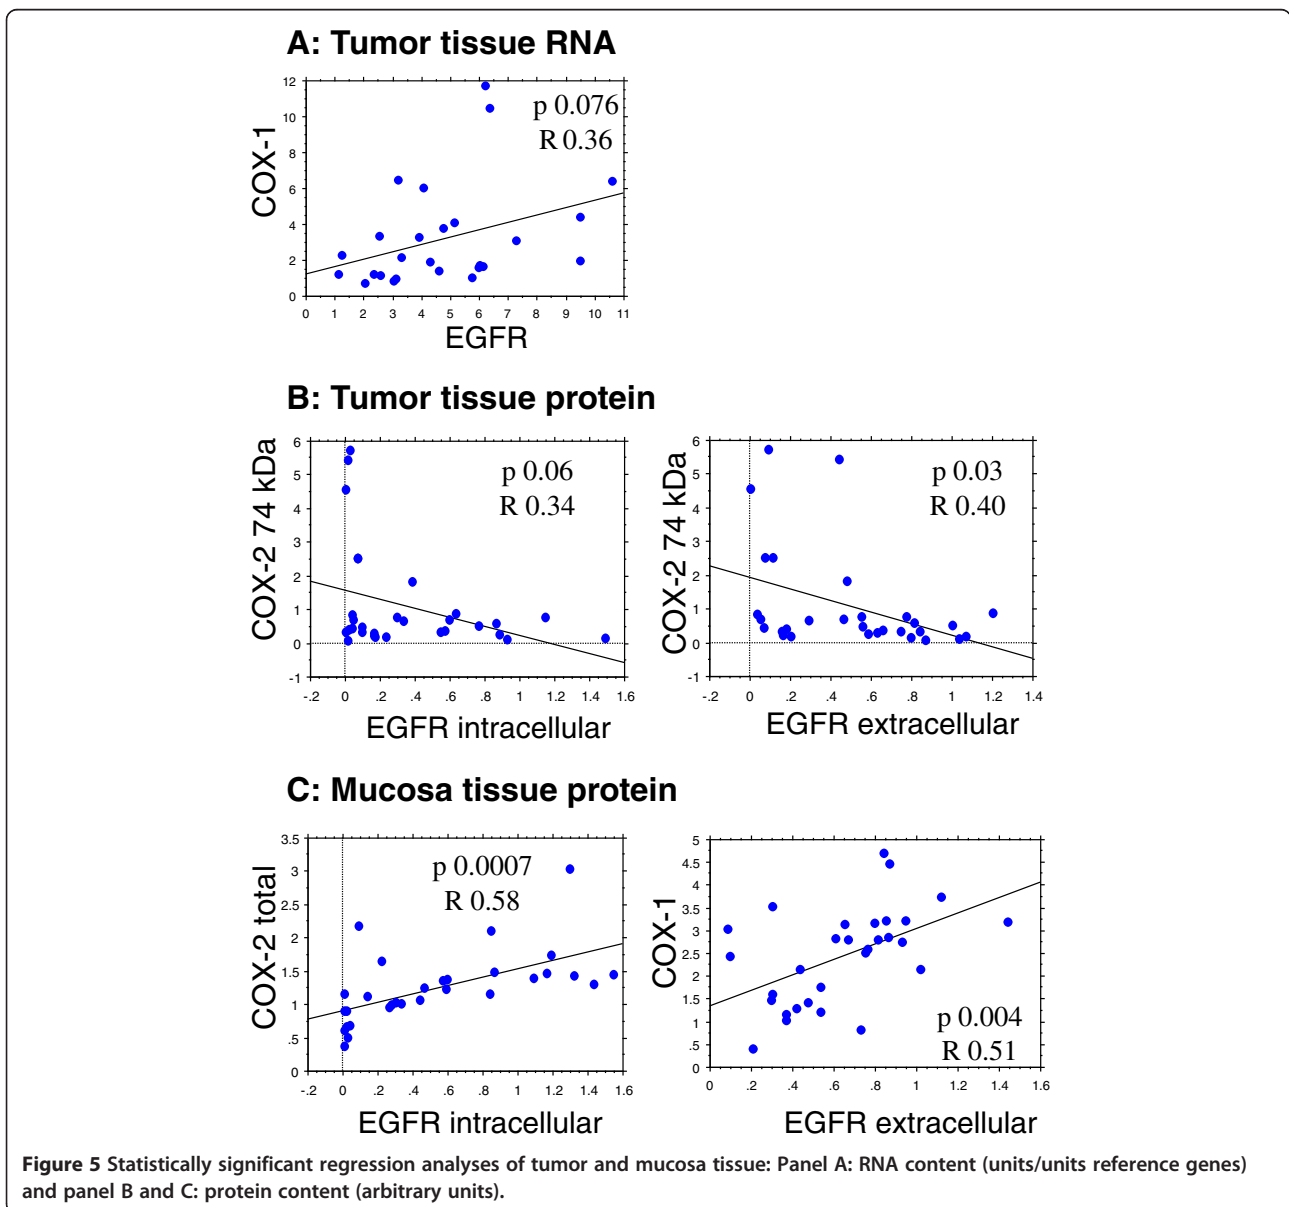 A: Tumor tissue RNA
COX-1
12
10
8
6
4
2
0
p 0.076
R 0.36
0 1 2 3 4 5 6 7 8 9 10 11
EGFR
B: Tumor tissue protein
COX-2 74 kDa
6
5
4
3
2
1
0
-1
p 0.06
R 0.34
-.2 0 .2 .4 .6 .8 1 1.2 1.4 1.6
EGFR intracellular
COX-2 74 kDa
6
5
4
3
2
1
0
-1
p 0.03
R 0.40
-.2 0 .2 .4 .6 .8 1 1.2 1.4
EGFR extracellular
C: Mucosa tissue protein
COX-2 total
3.5
3
2.5
2
1.5
1
.5
0
p 0.0007
R 0.58
-.2 0 .2 .4 .6 .8 1 1.2 1.4 1.6
EGFR intracellular
COX-1
5
4.5
4
3.5
3
2.5
2
1.5
1
.5
0
p 0.004
R 0.51
0 .2 .4 .6 .8 1 1.2 1.4 1.6
EGFR extracellular
Figure 5 Statistically significant regression analyses of tumor and mucosa tissue: Panel A: RNA content (units/units reference genes)
and panel B and C: protein content (arbitrary units).